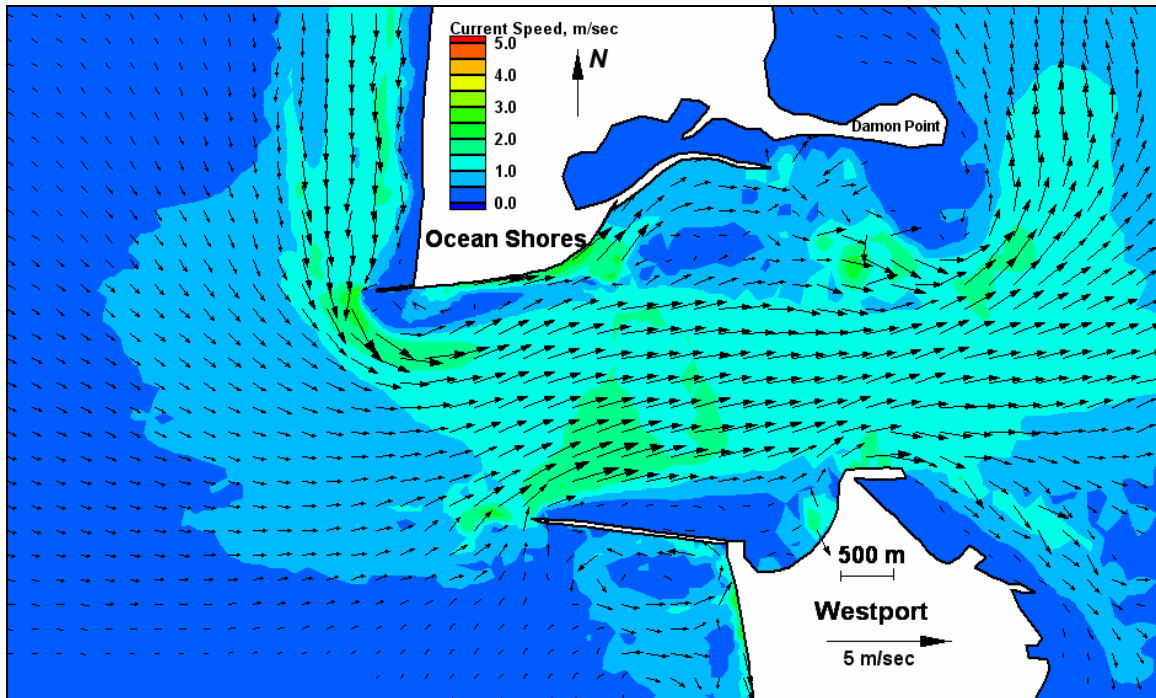 Current Speed, m/sec
5.0
4.0
3.0
2.0
1.0
0.0
N
Damon Point
Ocean Shores
500 m
Westport
5 m/sec